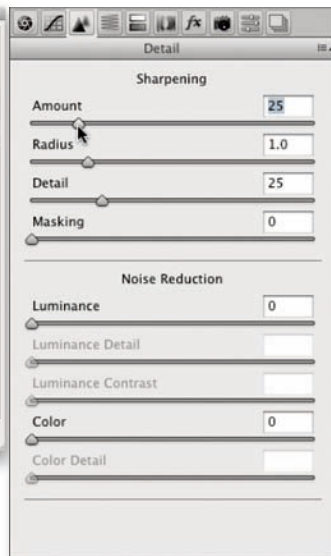 fx
Detail
Sharpening
Amount 25
Radius 1.0
Detail 25
Masking 0
Noise Reduction
Luminance 0
Luminance Detail
Luminance Contrast
Color 0
Color Detail